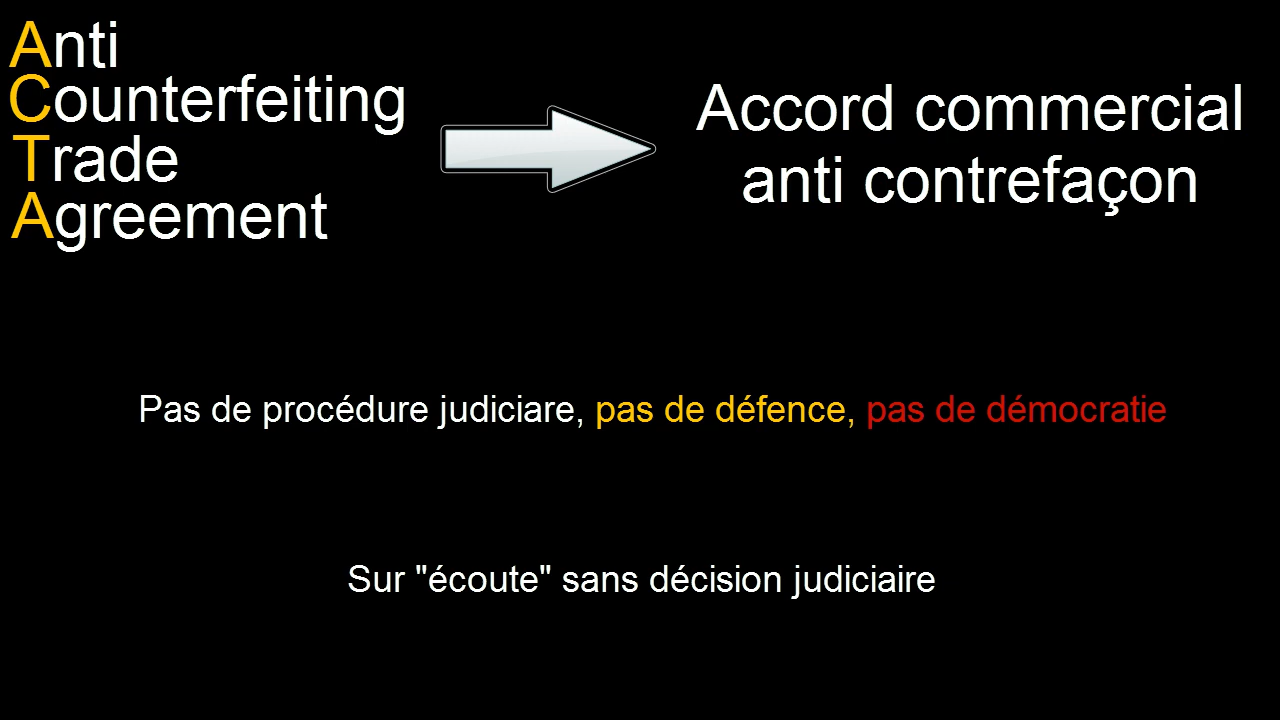 Anti
Counterfeiting
Trade
Agreement
Accord commercial
anti contrefaçon
Pas de procédure judiciare, pas de défence, pas de démocratie
Sur "écoute" sans décision judiciaire